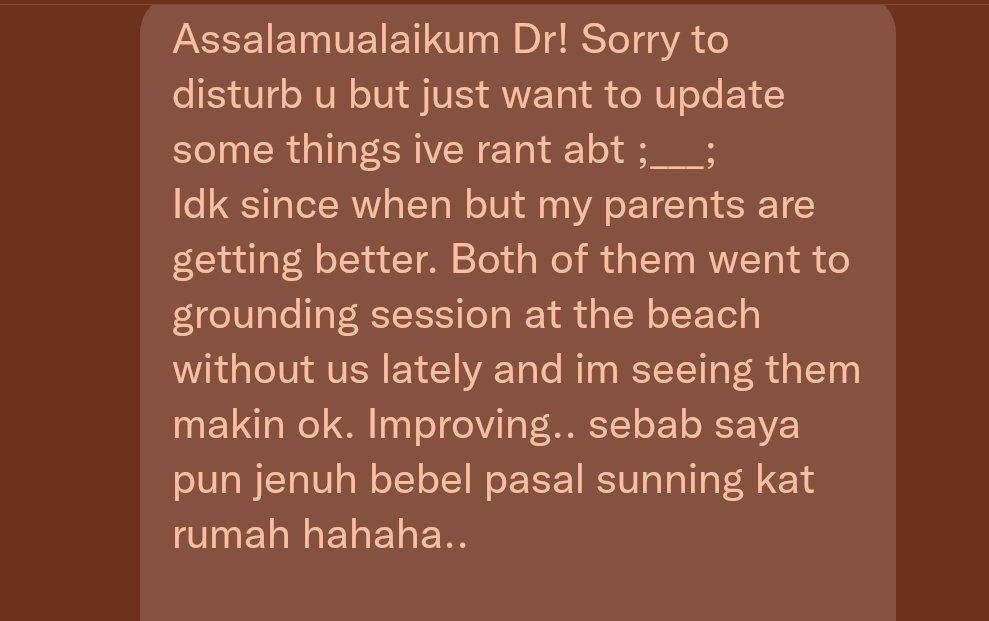 Assalamualaikum Dr! Sorry to
disturb u but just want to update
some things ive rant abt ;___;
Idk since when but my parents are
getting better. Both of them went to
grounding session at the beach
without us lately and im seeing them
makin ok. Improving.. sebab saya
pun jenuh bebel pasal sunning kat
rumah hahaha..